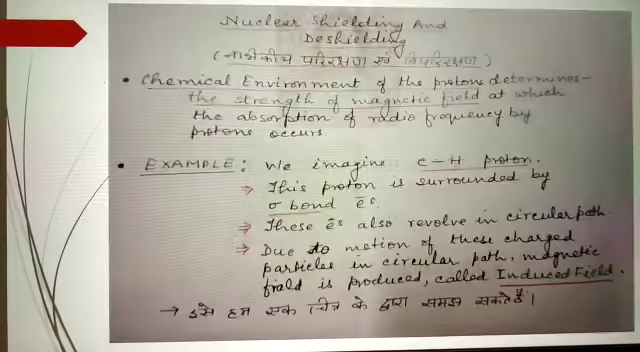 Nuclear Shielding And
Deshielding
(नाभिकीय परिरक्षण एवं विपरिरक्षण)
• Chemical Environment of the protons determines-
the strength of magnetic field at which
the absorption of radio frequency by
protons occurs
• EXAMPLE: We imagine C-H proton.
⇒ This proton is surrounded by
σ bond ēs.
⇒ These ēs also revolve in circular path.
⇒ Due to motion of these charged
particles in circular path, magnetic
field is produced, called Induced Field.
→ इसे हम एक चित्र के द्वारा समझ सकते हैं।